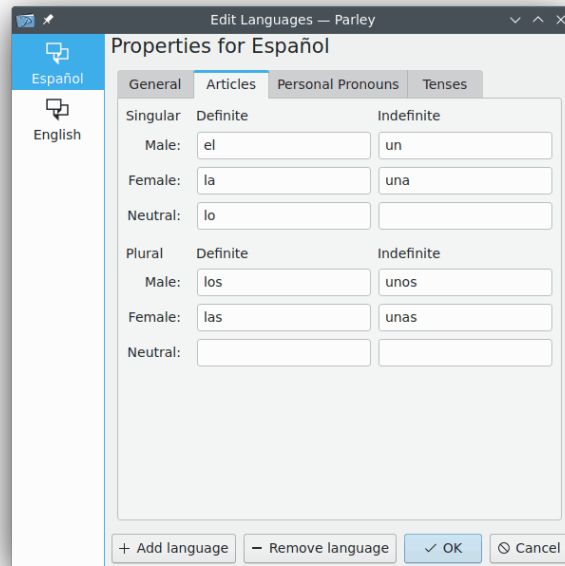 Edit Languages — Parley
Properties for Español
Español
English
General Articles Personal Pronouns Tenses
Singular Definite Indefinite
Male: el un
Female: la una
Neutral: lo
Plural Definite Indefinite
Male: los unos
Female: las unas
Neutral:
+ Add language − Remove language OK Cancel